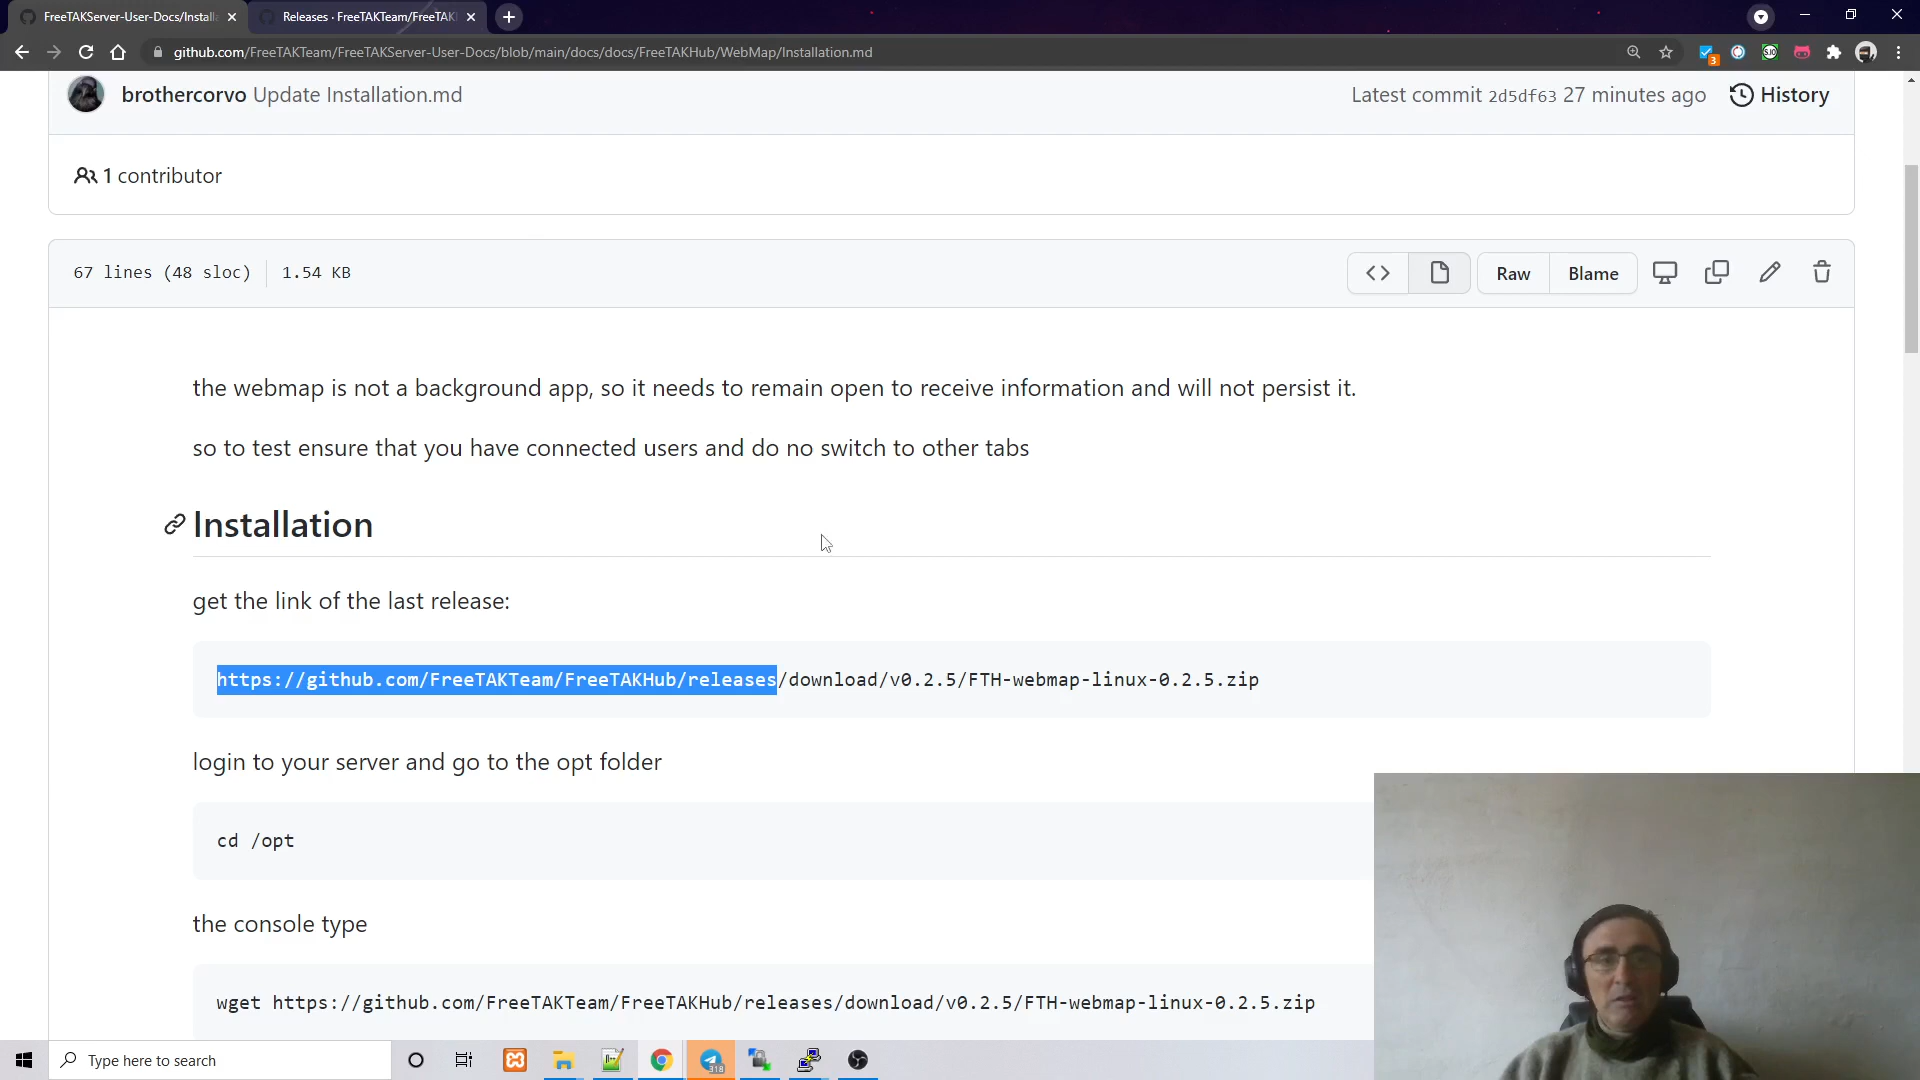 FreeTAKServer-User-Docs/Installa
Releases · FreeTAKTeam/FreeTAK
github.com/FreeTAKTeam/FreeTAKServer-User-Docs/blob/main/docs/docs/FreeTAKHub/WebMap/Installation.md
3
brothercorvo Update Installation.md
Latest commit 2d5df63 27 minutes ago
History
1 contributor
67 lines (48 sloc)
1.54 KB
Raw
Blame
the webmap is not a background app, so it needs to remain open to receive information and will not persist it.
so to test ensure that you have connected users and do no switch to other tabs
Installation
get the link of the last release:
https://github.com/FreeTAKTeam/FreeTAKHub/releases/download/v0.2.5/FTH-webmap-linux-0.2.5.zip
login to your server and go to the opt folder
cd /opt
the console type
wget https://github.com/FreeTAKTeam/FreeTAKHub/releases/download/v0.2.5/FTH-webmap-linux-0.2.5.zip
Type here to search
318